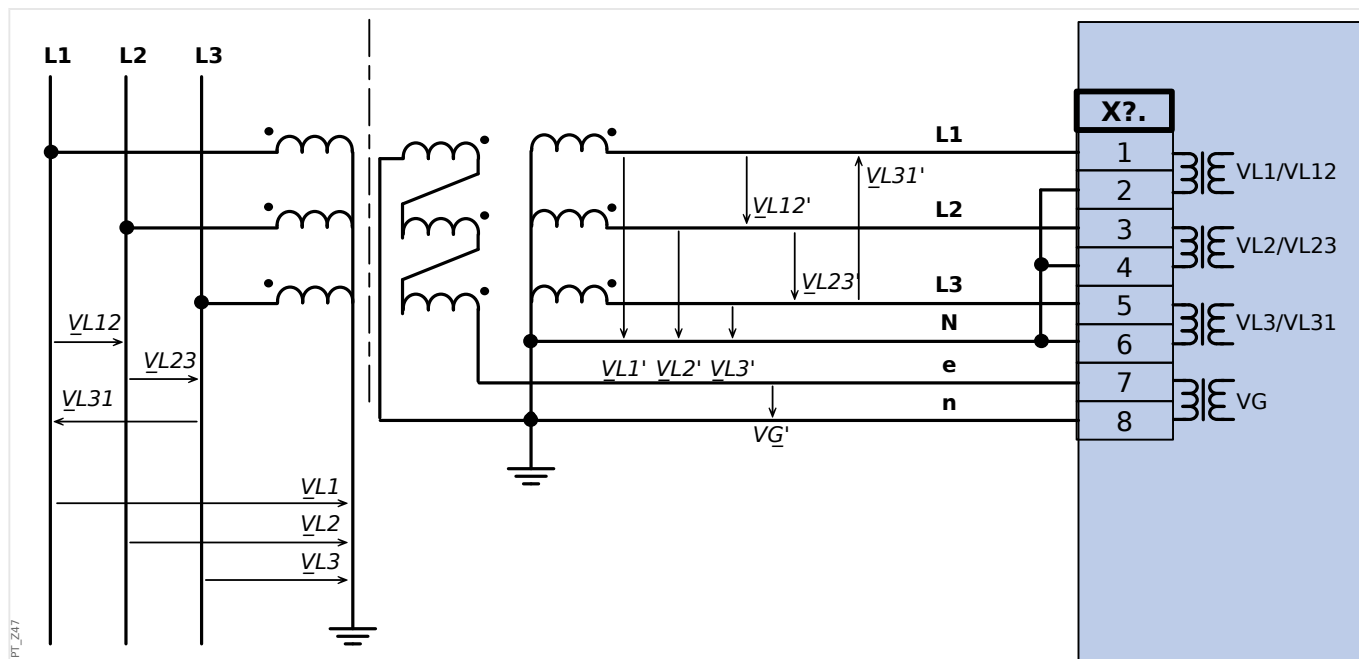 L1 L2 L3
X?.
L1
1
VL1/VL12
VL31'
2
VL12'
L2
3
VL2/VL23
4
VL23'
L3
5
VL3/VL31
N
6
VL12
VL23
VL1' VL2' VL3'
e
7
VL31
n
8
VG
VG'
VL1
VL2
VL3
PT_Z47